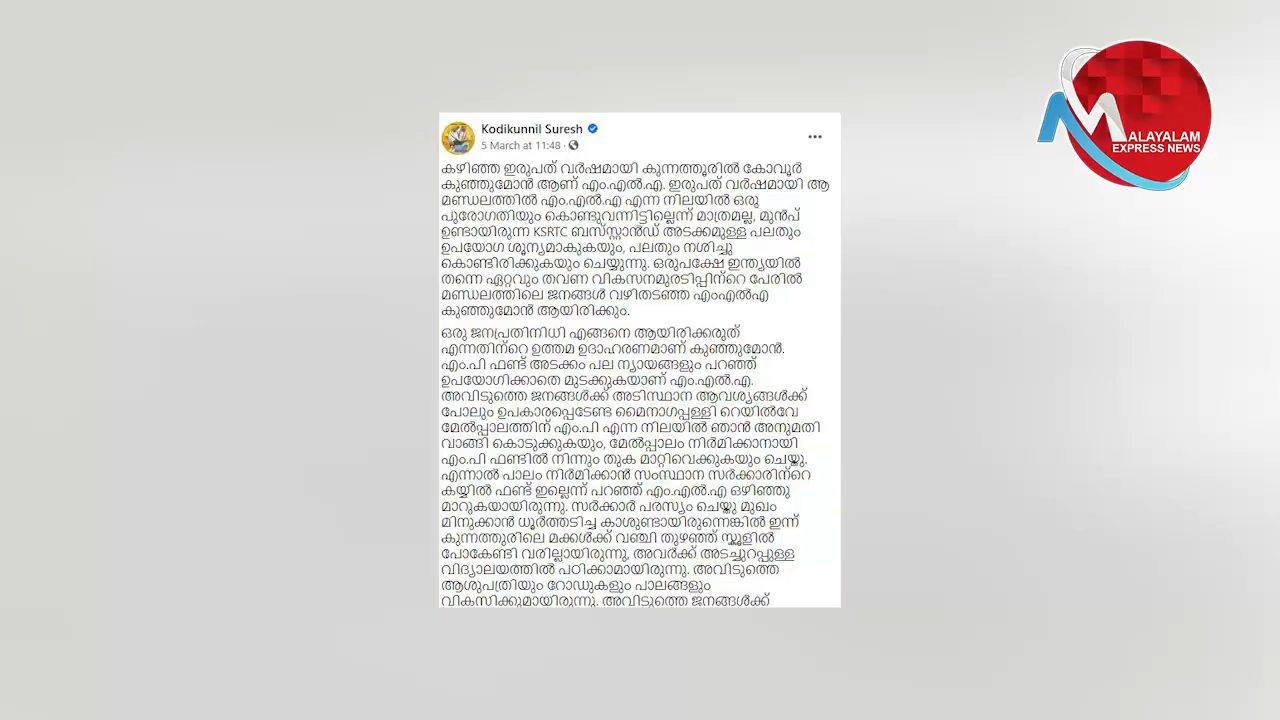 Kodikunnil Suresh
5 March at 11:48 ·
കഴിഞ്ഞ ഇരുപത് വർഷമായി കുന്നത്തൂരിൽ കോവൂർ
കുഞ്ഞുമോൻ ആണ് എം.എൽ.എ. ഇരുപത് വർഷമായി ആ
മണ്ഡലത്തിൽ എം.എൽ.എ എന്ന നിലയിൽ ഒരു
പുരോഗതിയും കൊണ്ടുവന്നിട്ടില്ലെന്ന് മാത്രമല്ല, മുൻപ്
ഉണ്ടായിരുന്ന KSRTC ബസ്സ്റ്റാൻഡ് അടക്കമുള്ള പലതും
ഉപയോഗ ശൂന്യമാകുകയും, പലതും നശിച്ചു
കൊണ്ടിരിക്കുകയും ചെയ്യുന്നു. ഒരുപക്ഷേ ഇന്ത്യയിൽ
തന്നെ ഏറ്റവും തവണ വികസനമുരടിപ്പിന്റെ പേരിൽ
മണ്ഡലത്തിലെ ജനങ്ങൾ വഴിതടഞ്ഞ എംഎൽഎ
കുഞ്ഞുമോൻ ആയിരിക്കും.
ഒരു ജനപ്രതിനിധി എങ്ങനെ ആയിരിക്കരുത്
എന്നതിന്റെ ഉത്തമ ഉദാഹരണമാണ് കുഞ്ഞുമോൻ.
എം.പി ഫണ്ട് അടക്കം പല ന്യായങ്ങളും പറഞ്ഞ്
ഉപയോഗിക്കാതെ മുടക്കുകയാണ് എം.എൽ.എ.
അവിടുത്തെ ജനങ്ങൾക്ക് അടിസ്ഥാന ആവശ്യങ്ങൾക്ക്
പോലും ഉപകാരപ്പെടേണ്ട മൈനാഗപ്പള്ളി റെയിൽവേ
മേൽപ്പാലത്തിന് എം.പി എന്ന നിലയിൽ ഞാൻ അനുമതി
വാങ്ങി കൊടുക്കുകയും, മേൽപ്പാലം നിർമിക്കാനായി
എം.പി ഫണ്ടിൽ നിന്നും തുക മാറ്റിവെക്കുകയും ചെയ്തു.
എന്നാൽ പാലം നിർമിക്കാൻ സംസ്ഥാന സർക്കാരിന്റെ
കയ്യിൽ ഫണ്ട് ഇല്ലെന്ന് പറഞ്ഞ് എം.എൽ.എ ഒഴിഞ്ഞു
മാറുകയായിരുന്നു. സർക്കാർ പരസ്യം ചെയ്തു മുഖം
മിനുക്കാൻ ധൂർത്തടിച്ച കാശുണ്ടായിരുന്നെങ്കിൽ ഇന്ന്
കുന്നത്തുരിലെ മക്കൾക്ക് വഞ്ചി തുഴഞ്ഞ് സ്കൂളിൽ
പോകേണ്ടി വരില്ലായിരുന്നു, അവർക്ക് അടച്ചുറപ്പുള്ള
വിദ്യാലയത്തിൽ പഠിക്കാമായിരുന്നു. അവിടുത്തെ
ആശുപത്രിയും റോഡുകളും പാലങ്ങളും
വികസിക്കുമായിരുന്നു. അവിടുത്തെ ജനങ്ങൾക്ക്
MALAYALAM
EXPRESS NEWS